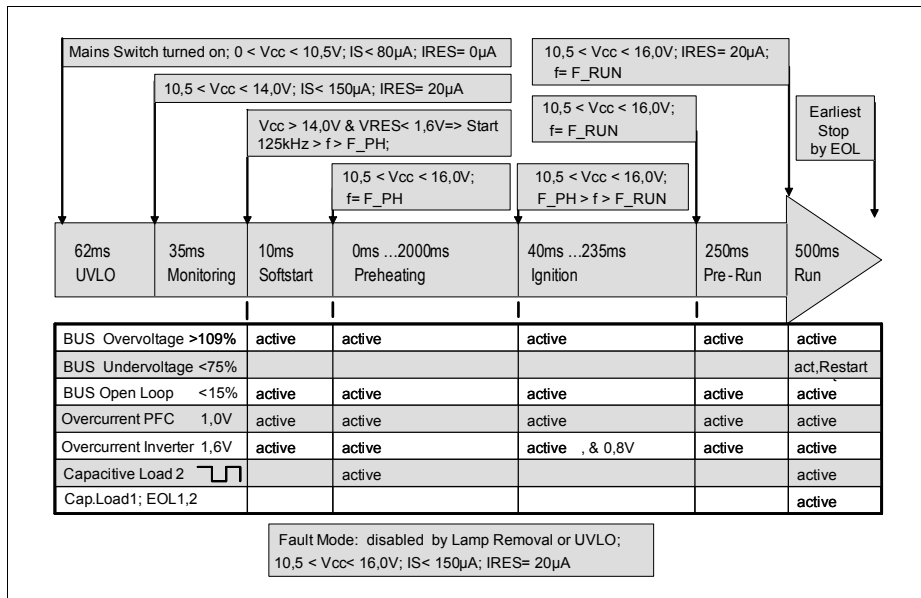 Mains Switch turned on; 0 < Vcc < 10,5V; IS< 80µA; IRES= 0µA
10,5 < Vcc < 16,0V; IRES= 20µA;
f= F_RUN
10,5 < Vcc < 14,0V; IS< 150µA; IRES= 20µA
10,5 < Vcc < 16,0V;
f= F_RUN
Earliest
Stop
by EOL
Vcc > 14,0V & VRES< 1,6V=> Start
125kHz > f > F_PH;
10,5 < Vcc < 16,0V;
f= F_PH
10,5 < Vcc < 16,0V;
F_PH > f > F_RUN
62ms
UVLO
35ms
Monitoring
10ms
Softstart
0ms ...2000ms
Preheating
40ms ...235ms
Ignition
250ms
Pre-Run
500ms
Run
BUS Overvoltage >109% active active active active active
BUS Undervoltage <75% act,Restart
BUS Open Loop <15% active active active active active
Overcurrent PFC 1,0V active active active active active
Overcurrent Inverter 1,6V active active active , & 0,8V active active
Capacitive Load 2 active active
Cap.Load1; EOL1,2 active
Fault Mode: disabled by Lamp Removal or UVLO;
10,5 < Vcc< 16,0V; IS< 150µA; IRES= 20µA